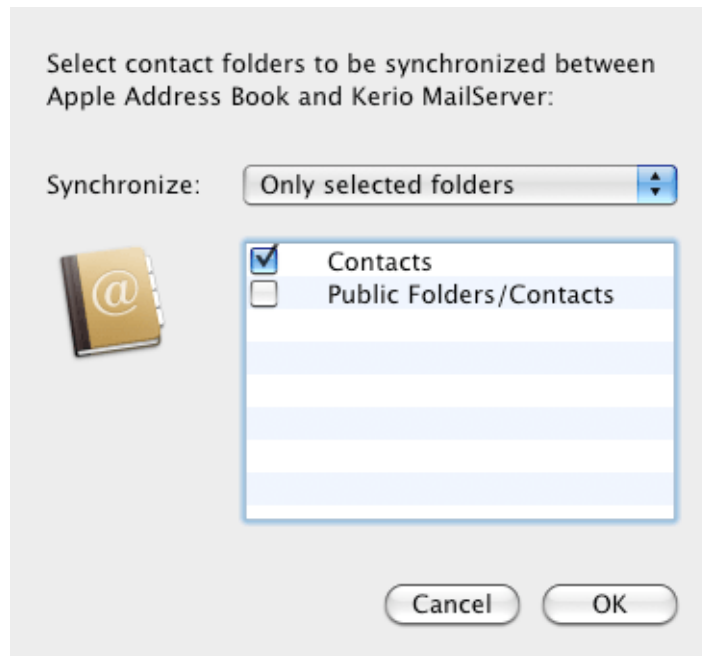 Select contact folders to be synchronized between
Apple Address Book and Kerio MailServer:
Synchronize: Only selected folders
@
Contacts
Public Folders/Contacts
Cancel OK